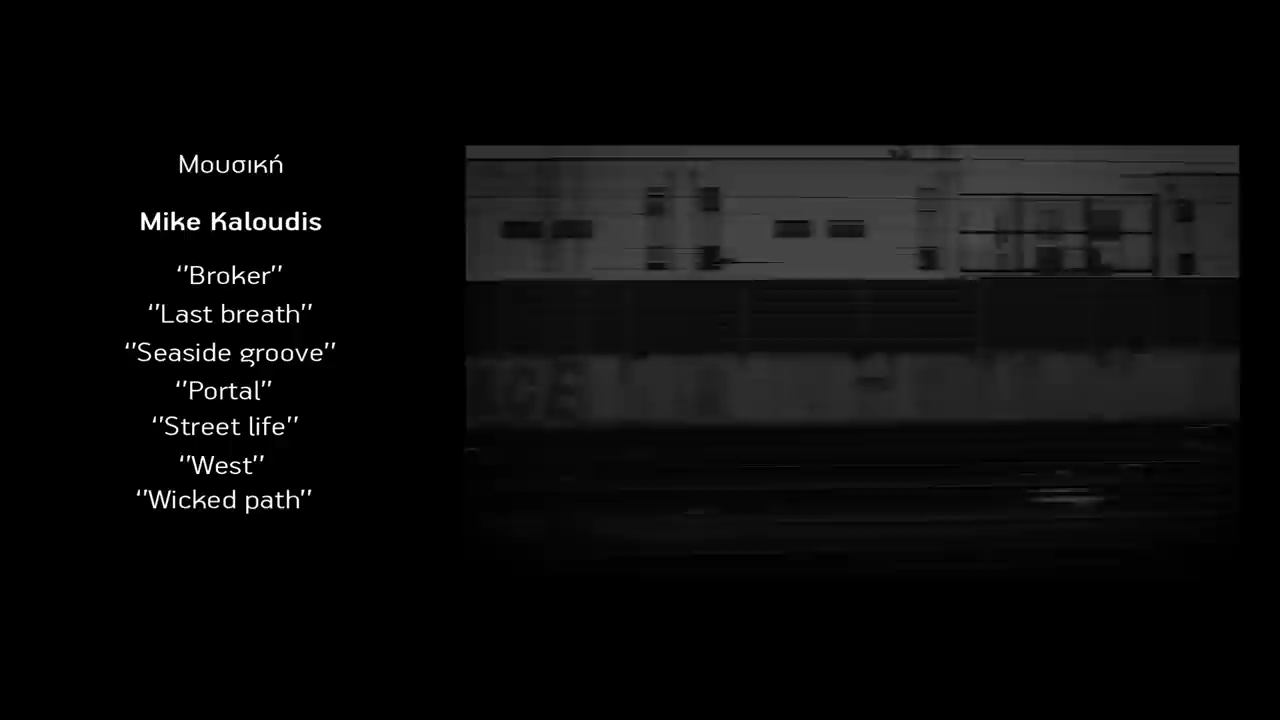 Μουσική
Mike Kaloudis
‘’Broker’’
‘’Last breath’’
‘’Seaside groove’’
‘’Portal’’
‘’Street life’’
‘’West’’
‘’Wicked path’’